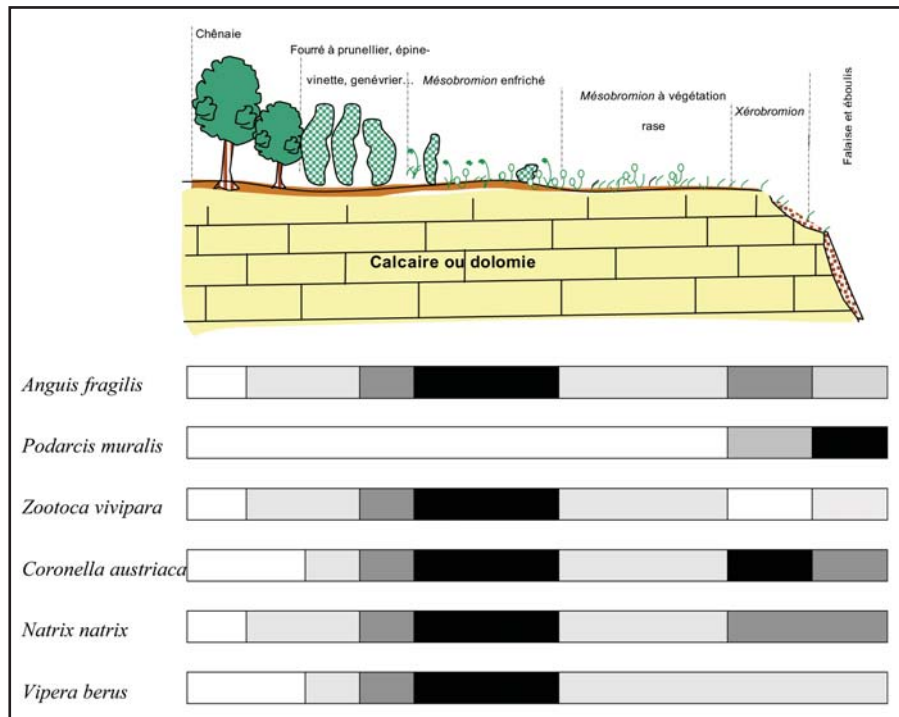 Chênaie
Fourré à prunellier, épine-
vinette, genévrier...
Mésobromion enfriché
Mésobromion à végétation
rase
Xérobromion
Falaise et éboulis
Calcaire ou dolomie
Anguis fragilis
Podarcis muralis
Zootoca vivipara
Coronella austriaca
Natrix natrix
Vipera berus